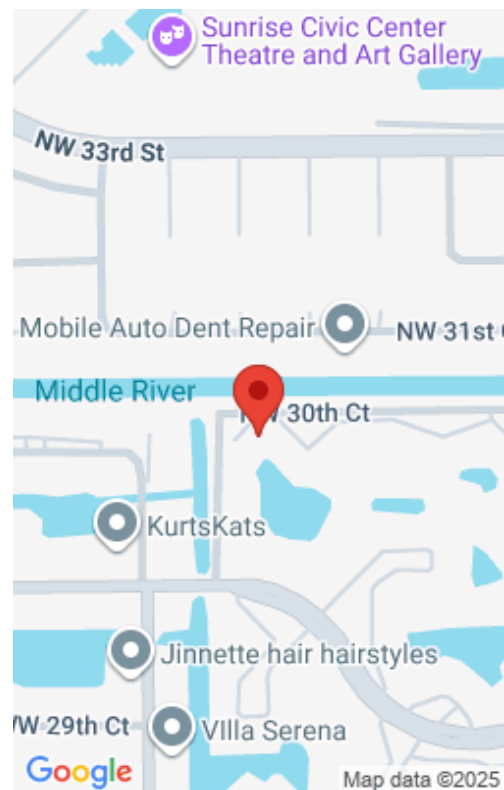 Sunrise Civic Center
Theatre and Art Gallery
NW 33rd St
Mobile Auto Dent Repair
NW 31st
Middle River
30th Ct
KurtsKats
Jinnette hair hairstyles
29th Ct
VIlla Serena
Google
Map data ©2025